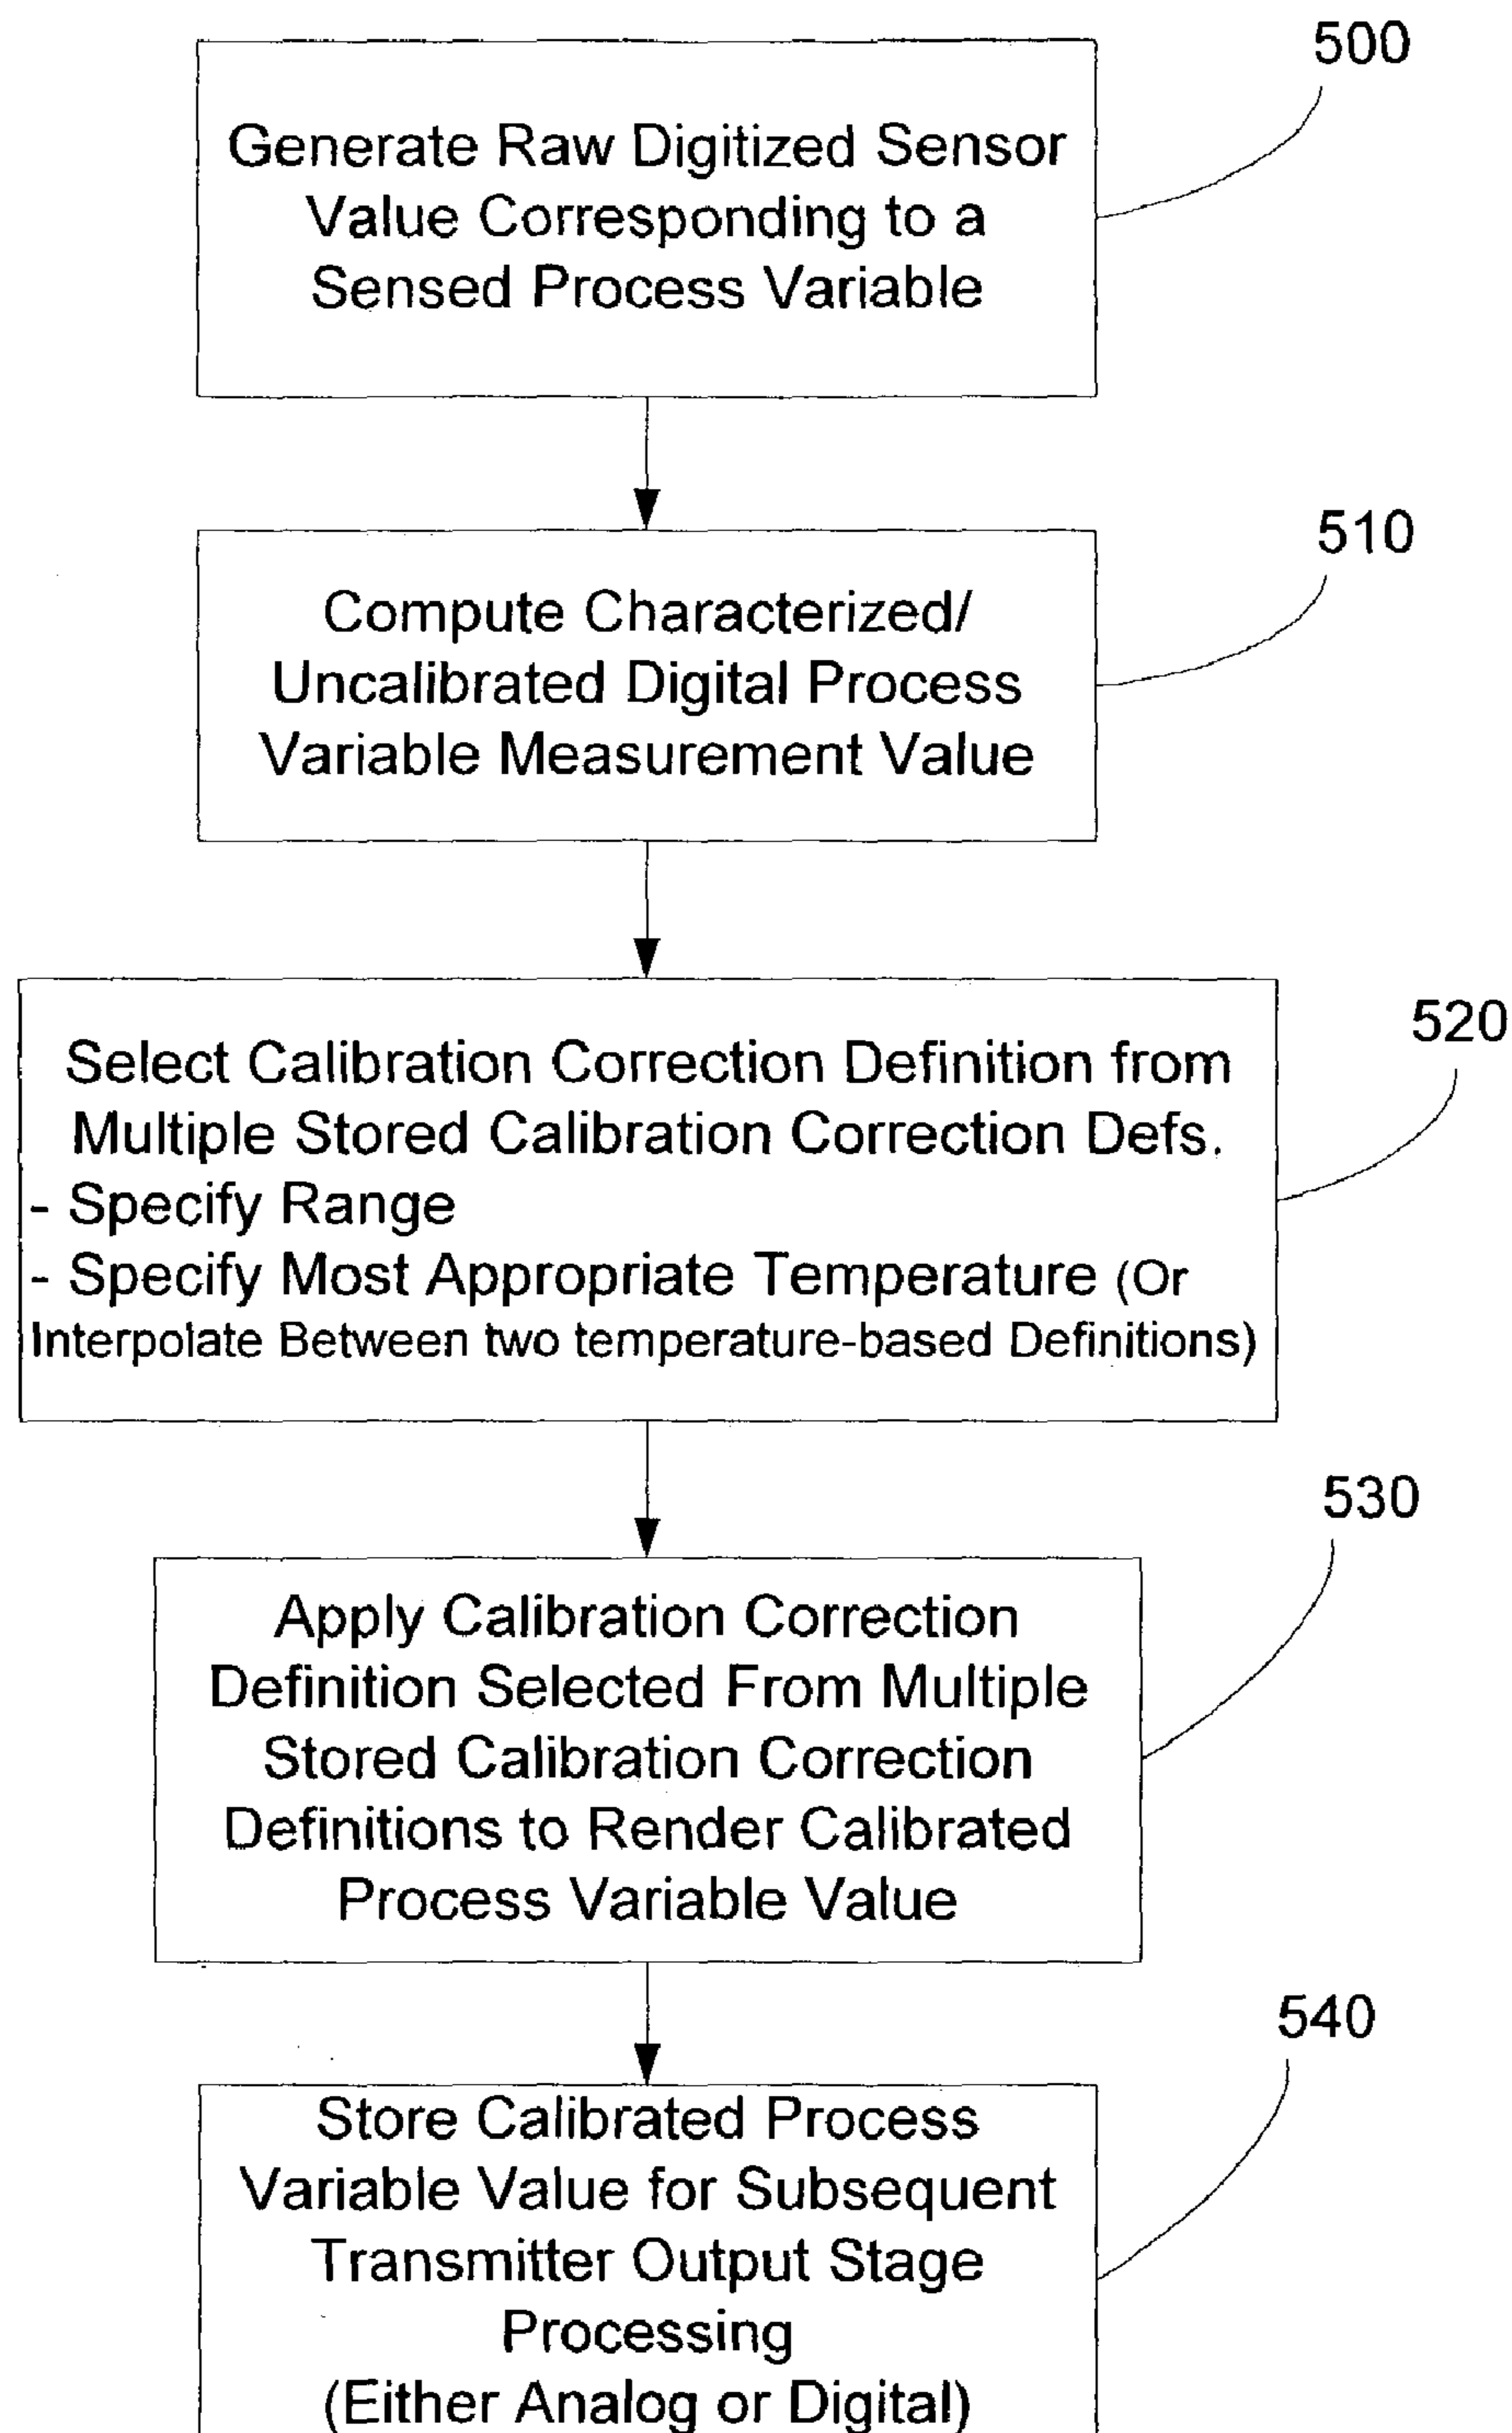 500
Generate Raw Digitized Sensor
Value Corresponding to a
Sensed Process Variable
510
Compute Characterized/
Uncalibrated Digital Process
Variable Measurement Value
520
Select Calibration Correction Definition from
Multiple Stored Calibration Correction Defs.
- Specify Range
- Specify Most Appropriate Temperature (Or
Interpolate Between two temperature-based Definitions)
530
Apply Calibration Correction
Definition Selected From Multiple
Stored Calibration Correction
Definitions to Render Calibrated
Process Variable Value
540
Store Calibrated Process
Variable Value for Subsequent
Transmitter Output Stage
Processing
(Either Analog or Digital)